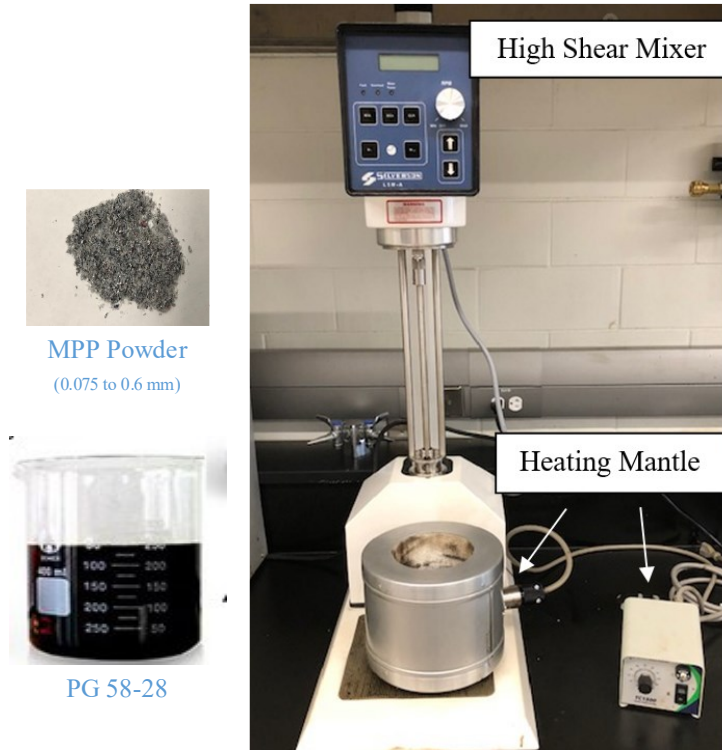 High Shear Mixer
SILVERSON
L5M-A
MPP Powder
(0.075 to 0.6 mm)
400 ml
100 200
150 150
200 100
250 50
PG 58-28
Heating Mantle